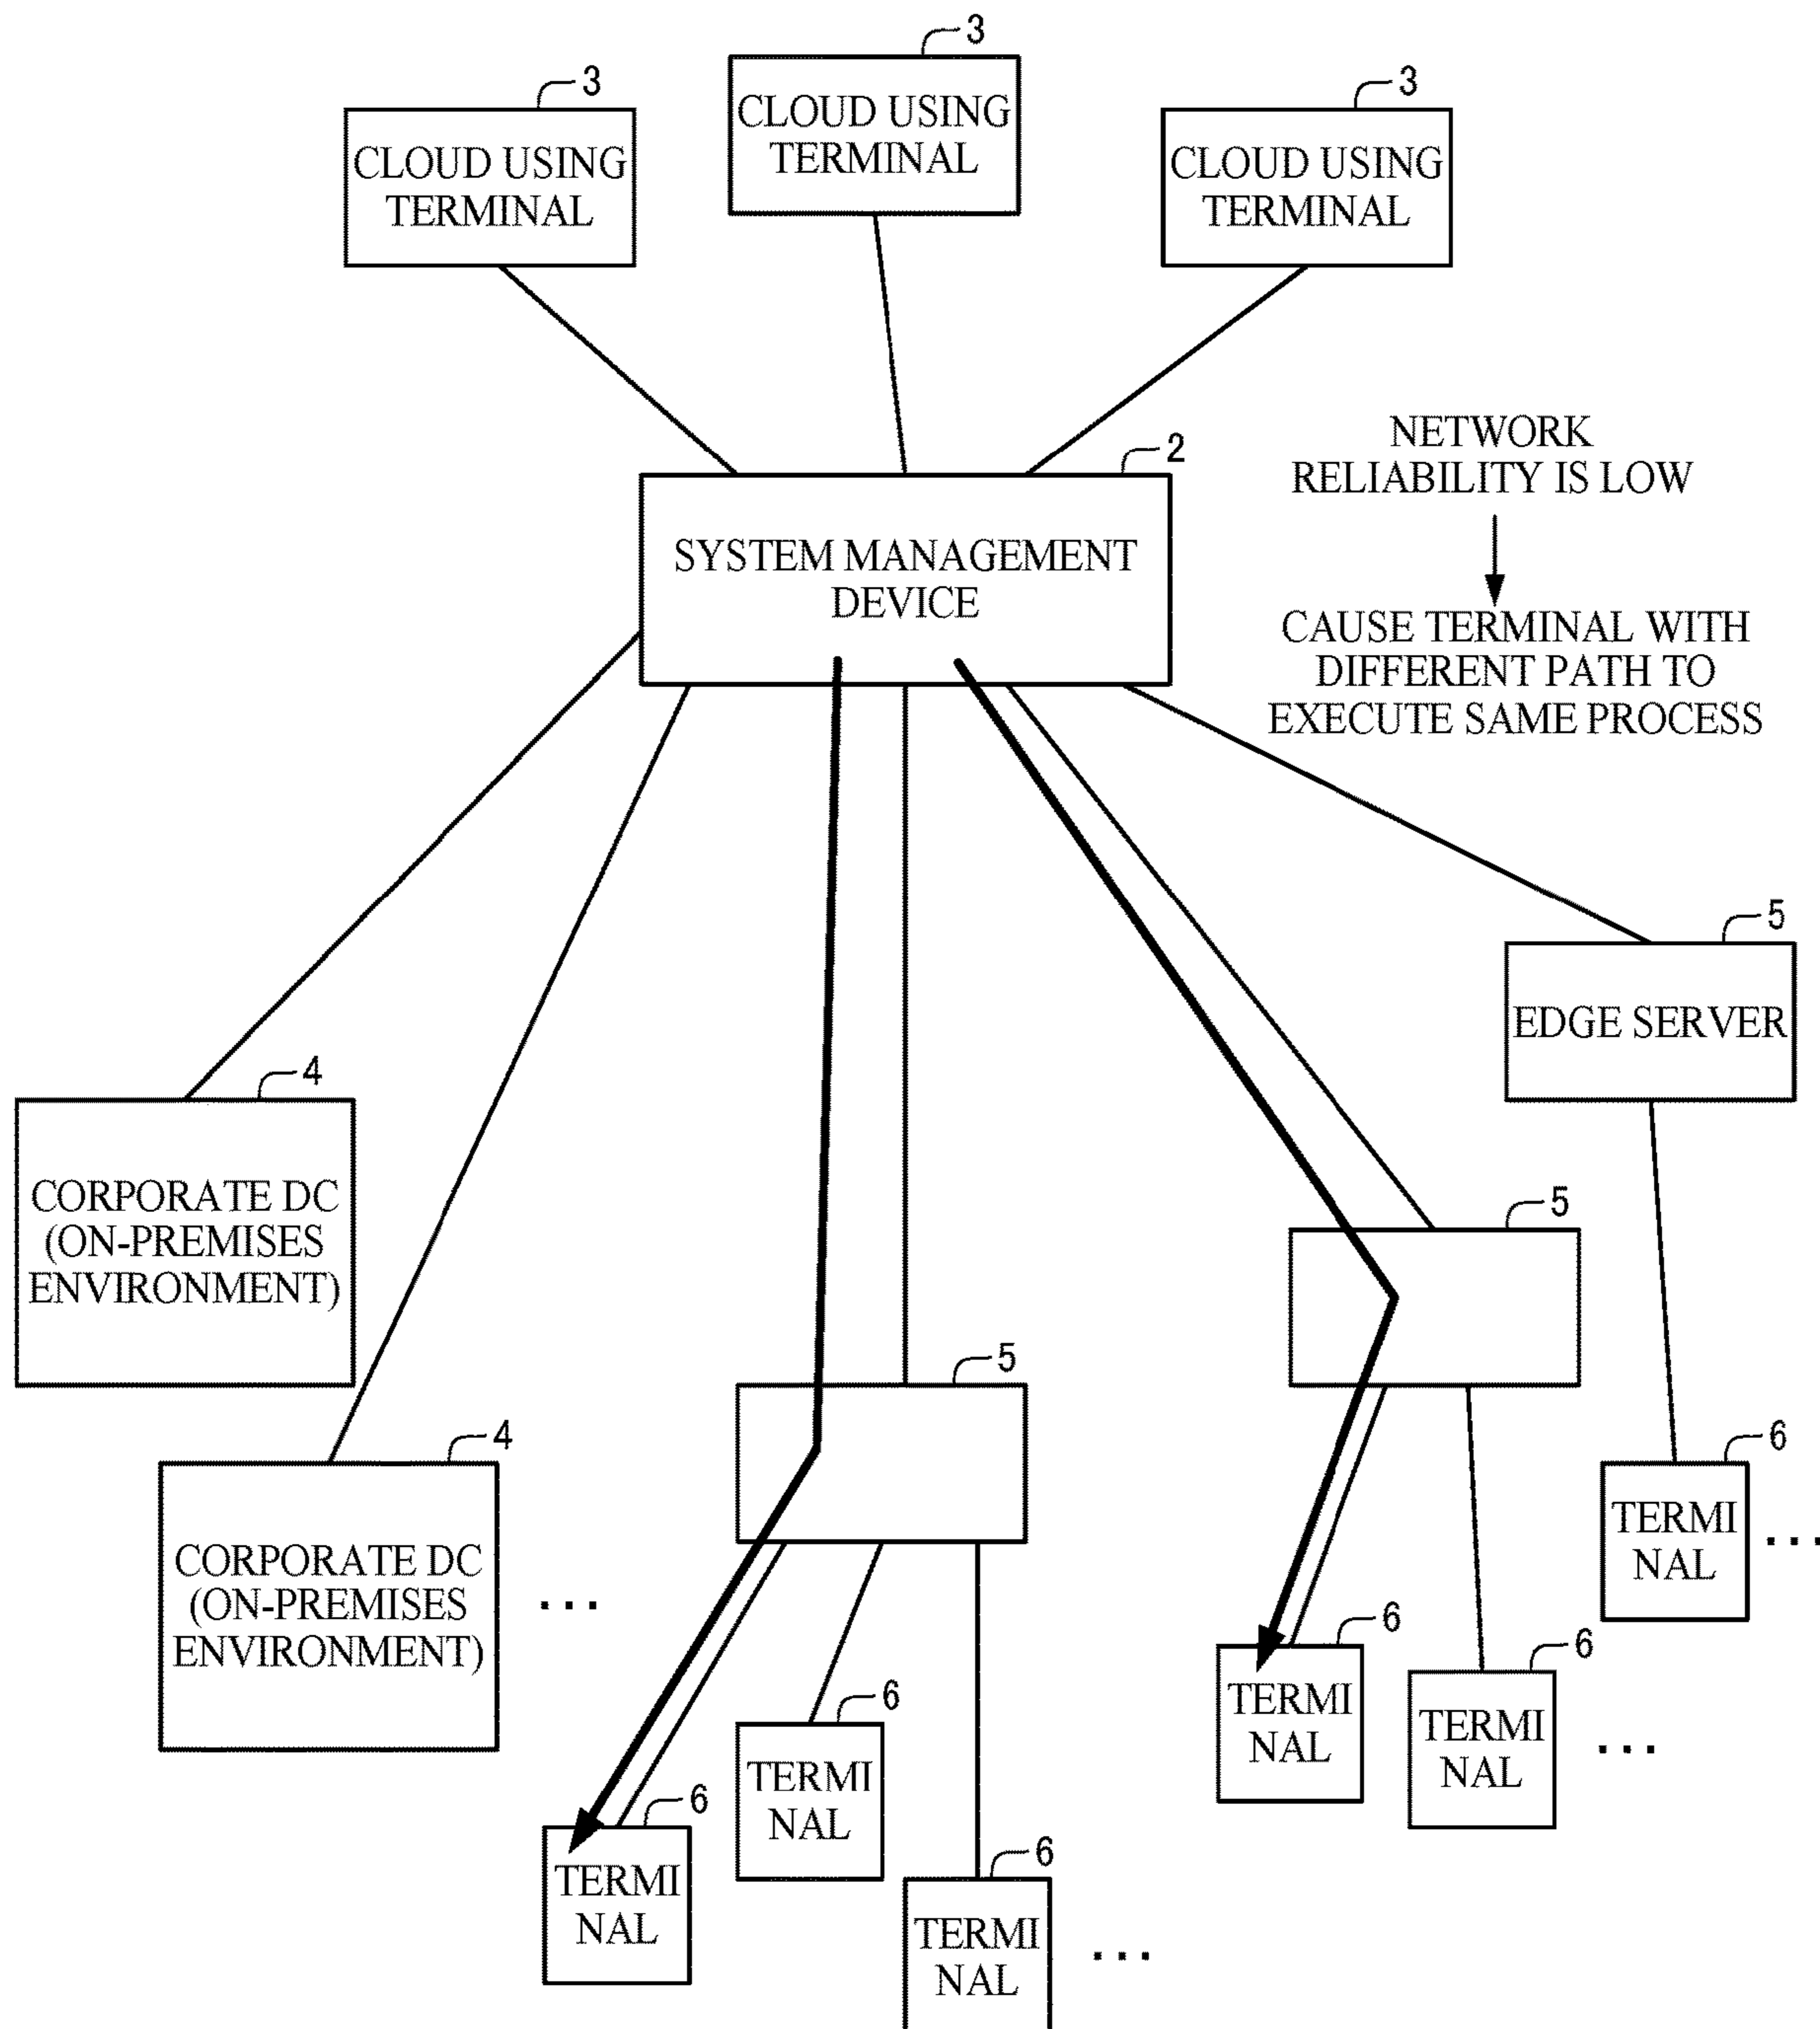 3
CLOUD USING
TERMINAL
3
CLOUD USING
TERMINAL
3
CLOUD USING
TERMINAL
2
SYSTEM MANAGEMENT
DEVICE
NETWORK
RELIABILITY IS LOW
CAUSE TERMINAL WITH
DIFFERENT PATH TO
EXECUTE SAME PROCESS
5
EDGE SERVER
4
CORPORATE DC
(ON-PREMISES
ENVIRONMENT)
5
5
4
CORPORATE DC
(ON-PREMISES
ENVIRONMENT)
...
6
TERMI
NAL
...
6
TERMI
NAL
6
TERMI
NAL
...
6
TERMI
NAL
6
TERMI
NAL
6
TERMI
NAL
...